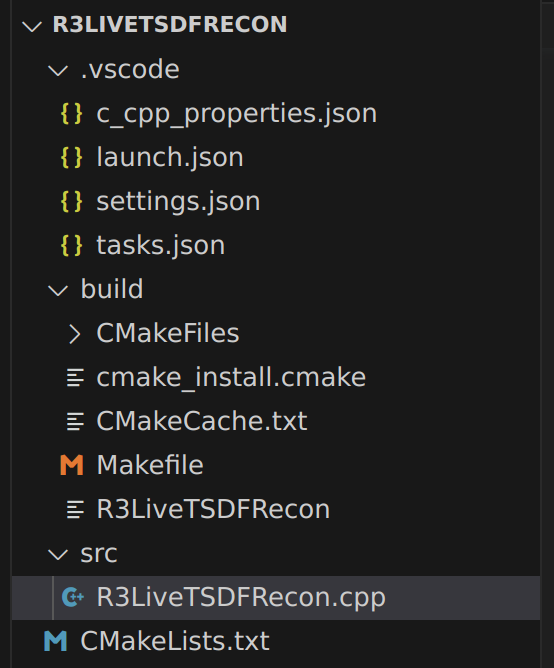 R3LIVETSDFRECON
.vscode
{} c_cpp_properties.json
{} launch.json
{} settings.json
{} tasks.json
build
CMakeFiles
cmake_install.cmake
CMakeCache.txt
M Makefile
R3LiveTSDFRecon
src
C++ R3LiveTSDFRecon.cpp
M CMakeLists.txt